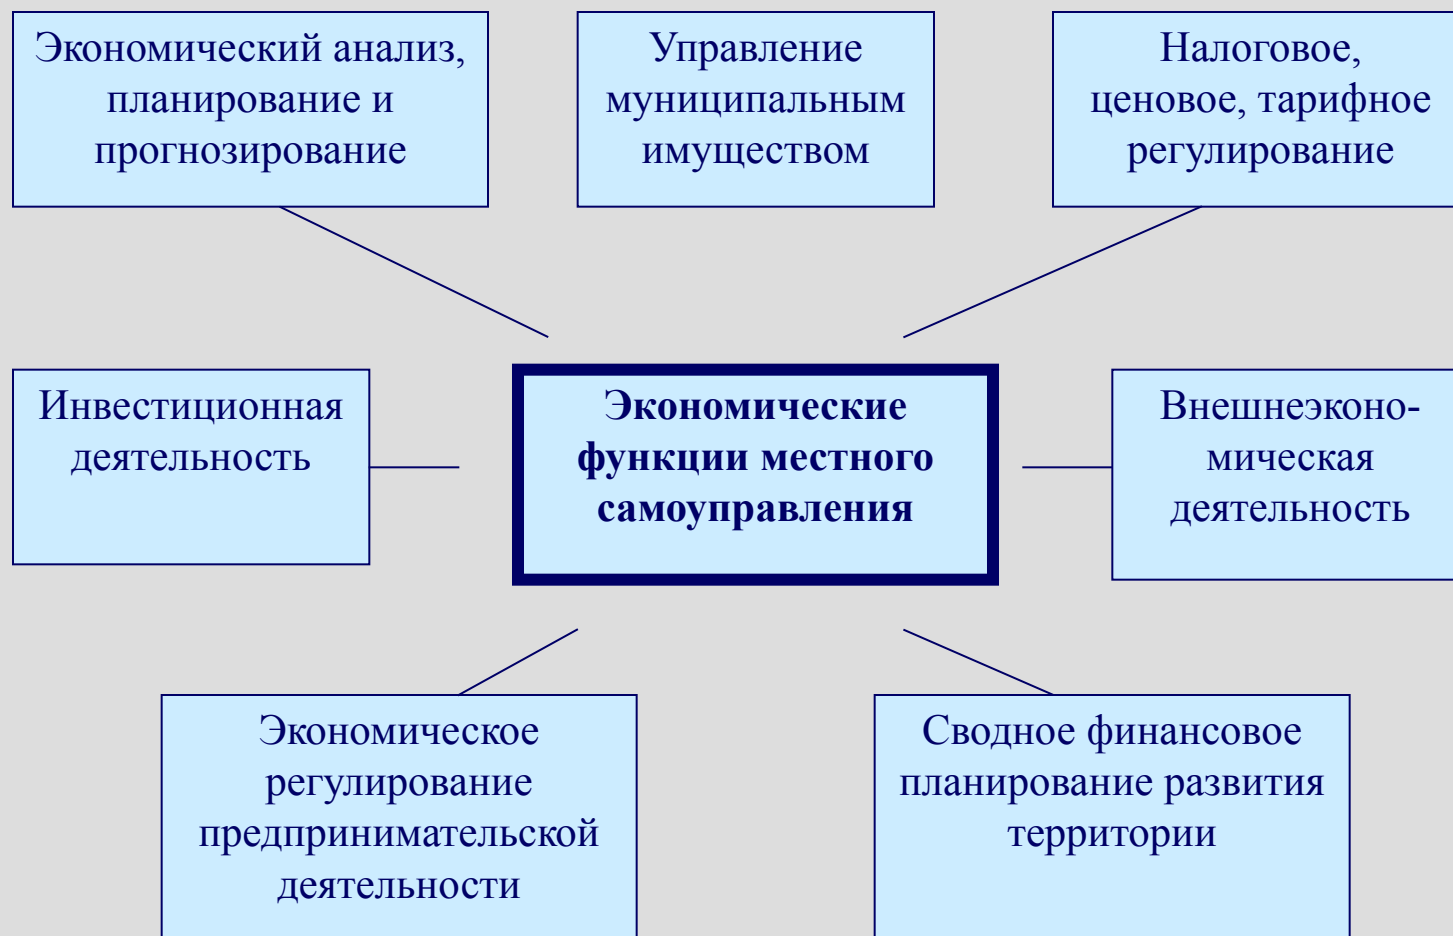 Экономический анализ,
планирование и
прогнозирование
Управление
муниципальным
имуществом
Налоговое,
ценовое, тарифное
регулирование
Инвестиционная
деятельность
Экономические
функции местного
самоуправления
Внешнеэконо-
мическая
деятельность
Экономическое
регулирование
предпринимательской
деятельности
Сводное финансовое
планирование развития
территории